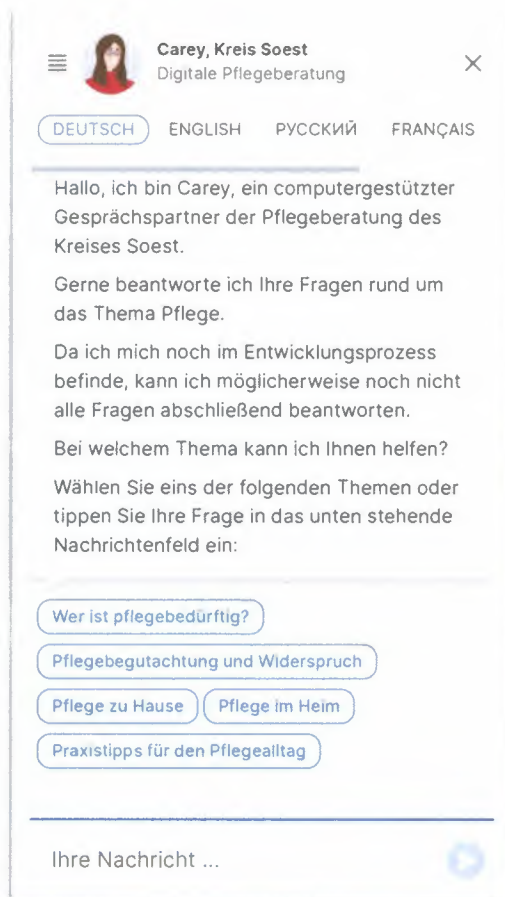 Carey, Kreis Soest
Digitale Pflegeberatung
DEUTSCH ENGLISH РУССКИЙ FRANÇAIS
Hallo, ich bin Carey, ein computergestützter
Gesprächspartner der Pflegeberatung des
Kreises Soest.
Gerne beantworte ich Ihre Fragen rund um
das Thema Pflege.
Da ich mich noch im Entwicklungsprozess
befinde, kann ich möglicherweise noch nicht
alle Fragen abschließend beantworten.
Bei welchem Thema kann ich Ihnen helfen?
Wählen Sie eins der folgenden Themen oder
tippen Sie Ihre Frage in das unten stehende
Nachrichtenfeld ein:
Wer ist pflegebedürftig?
Pflegebegutachtung und Widerspruch
Pflege zu Hause Pflege im Heim
Praxistipps für den Pflegealltag
Ihre Nachricht ...